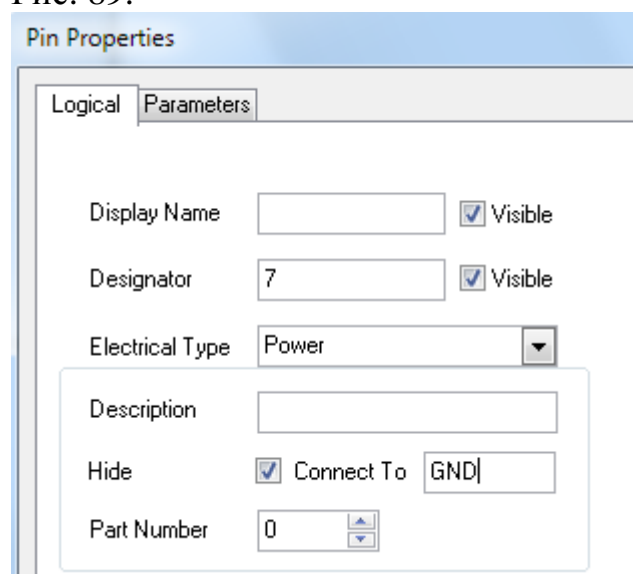 Рис. 89.
Pin Properties
Logical Parameters
Display Name Visible
Designator 7 Visible
Electrical Type Power
Description
Hide Connect To GND
Part Number 0